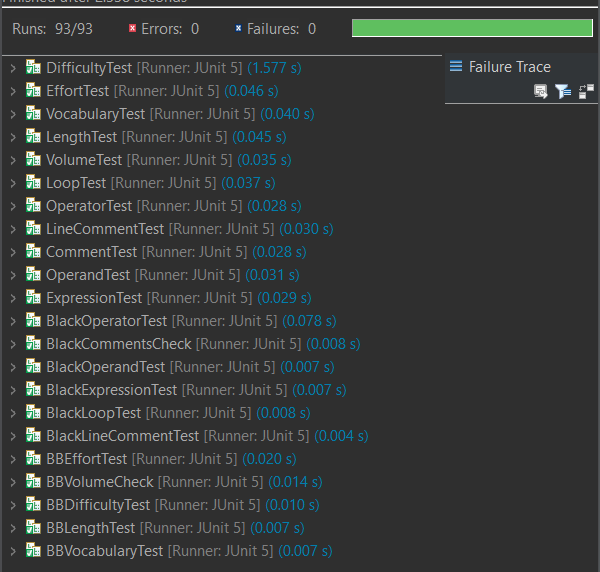 Finished after 2.556 seconds
Runs: 93/93 Errors: 0 Failures: 0
DifficultyTest [Runner: JUnit 5] (1.577 s)
Failure Trace
EffortTest [Runner: JUnit 5] (0.046 s)
VocabularyTest [Runner: JUnit 5] (0.040 s)
LengthTest [Runner: JUnit 5] (0.045 s)
VolumeTest [Runner: JUnit 5] (0.035 s)
LoopTest [Runner: JUnit 5] (0.037 s)
OperatorTest [Runner: JUnit 5] (0.028 s)
LineCommentTest [Runner: JUnit 5] (0.030 s)
CommentTest [Runner: JUnit 5] (0.028 s)
OperandTest [Runner: JUnit 5] (0.031 s)
ExpressionTest [Runner: JUnit 5] (0.029 s)
BlackOperatorTest [Runner: JUnit 5] (0.078 s)
BlackCommentsCheck [Runner: JUnit 5] (0.008 s)
BlackOperandTest [Runner: JUnit 5] (0.007 s)
BlackExpressionTest [Runner: JUnit 5] (0.007 s)
BlackLoopTest [Runner: JUnit 5] (0.008 s)
BlackLineCommentTest [Runner: JUnit 5] (0.004 s)
BBEffortTest [Runner: JUnit 5] (0.020 s)
BBVolumeCheck [Runner: JUnit 5] (0.014 s)
BBDifficultyTest [Runner: JUnit 5] (0.010 s)
BBLengthTest [Runner: JUnit 5] (0.007 s)
BBVocabularyTest [Runner: JUnit 5] (0.007 s)